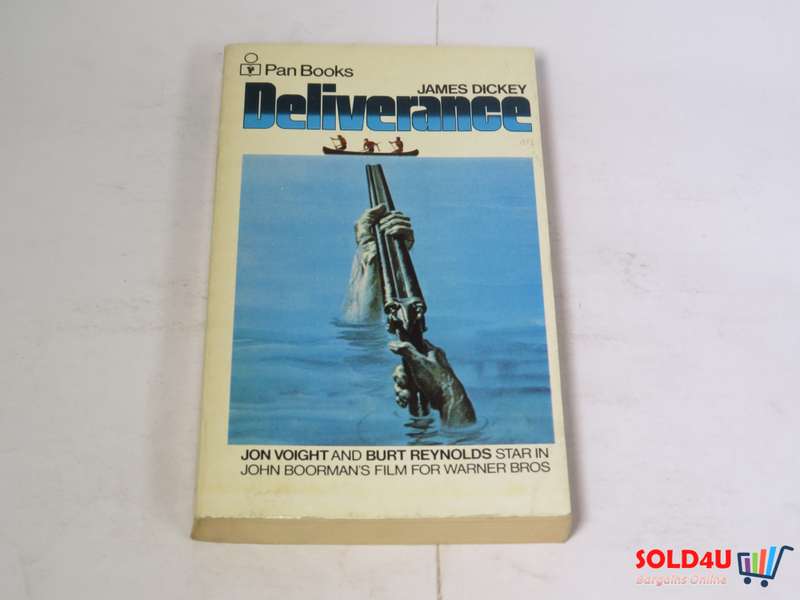 Pan Books
JAMES DICKEY
Deliverance
JON VOIGHT AND BURT REYNOLDS STAR IN
JOHN BOORMAN'S FILM FOR WARNER BROS
SOLD4U
Bargains Online